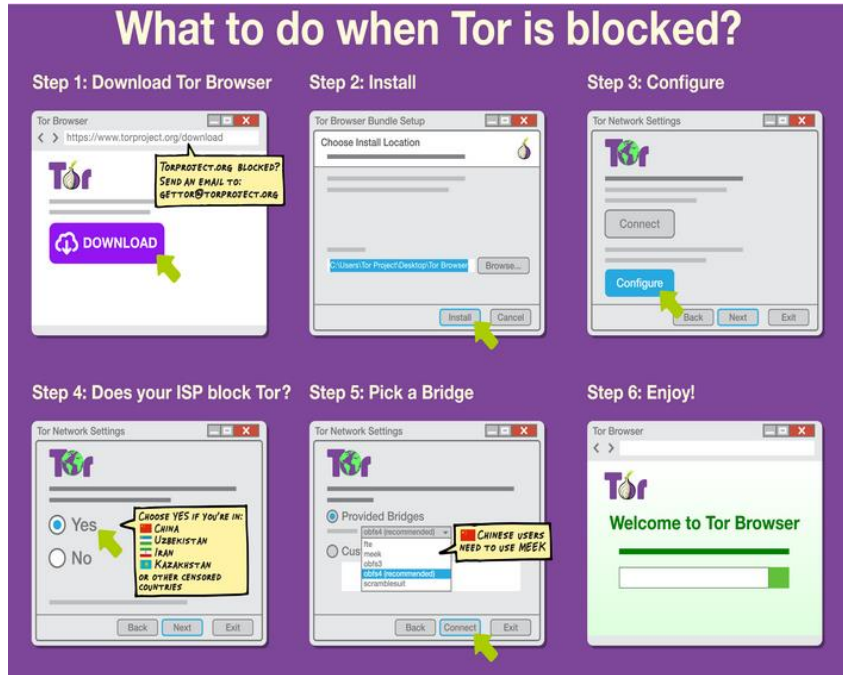 What to do when Tor is blocked?
Step 1: Download Tor Browser
Tor Browser
https://www.torproject.org/download
Tor
TORPROJECT.ORG BLOCKED?
SEND AN EMAIL TO:
GETTOR@TORPROJECT.ORG
DOWNLOAD
Step 2: Install
Tor Browser Bundle Setup
Choose Install Location
C:\Users\Tor Project\Desktop\Tor Browser
Browse...
Install
Cancel
Step 3: Configure
Tor Network Settings
Tor
Connect
Configure
Back
Next
Exit
Step 4: Does your ISP block Tor?
Tor Network Settings
Tor
Yes
No
CHOOSE YES IF YOU'RE IN:
CHINA
UZBEKISTAN
IRAN
KAZAKHSTAN
OR OTHER CENSORED
COUNTRIES
Back
Next
Exit
Step 5: Pick a Bridge
Tor Network Settings
Tor
Provided Bridges
obfs4 (recommended)
fte
meek
obfs3
obfs4 (recommended)
scramblesuit
Cus
CHINESE USERS
NEED TO USE MEEK
Back
Connect
Exit
Step 6: Enjoy!
Tor Browser
Tor
Welcome to Tor Browser